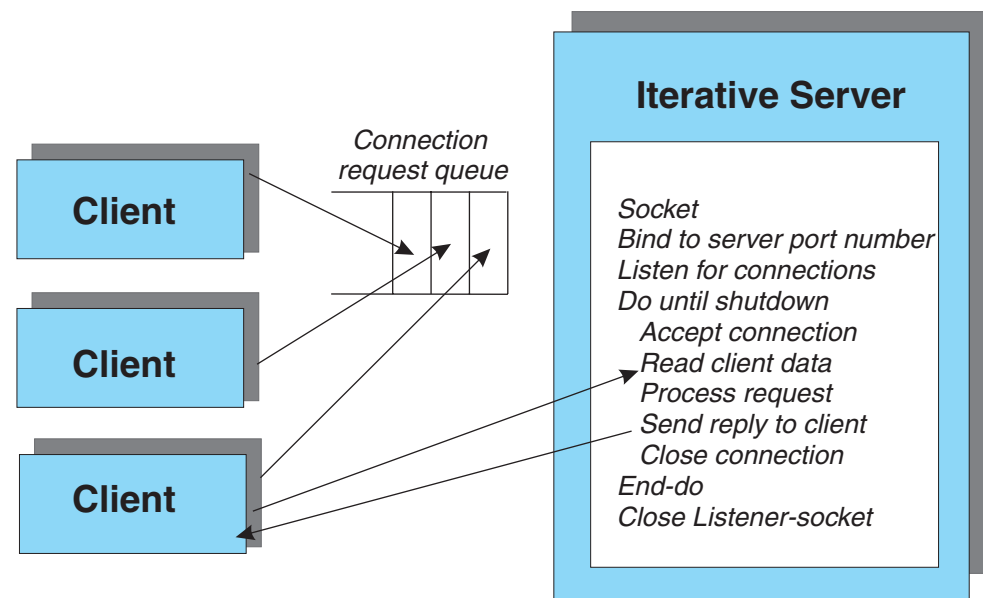 Iterative Server
Connection
request queue
Client
Client
Client
Socket
Bind to server port number
Listen for connections
Do until shutdown
Accept connection
Read client data
Process request
Send reply to client
Close connection
End-do
Close Listener-socket